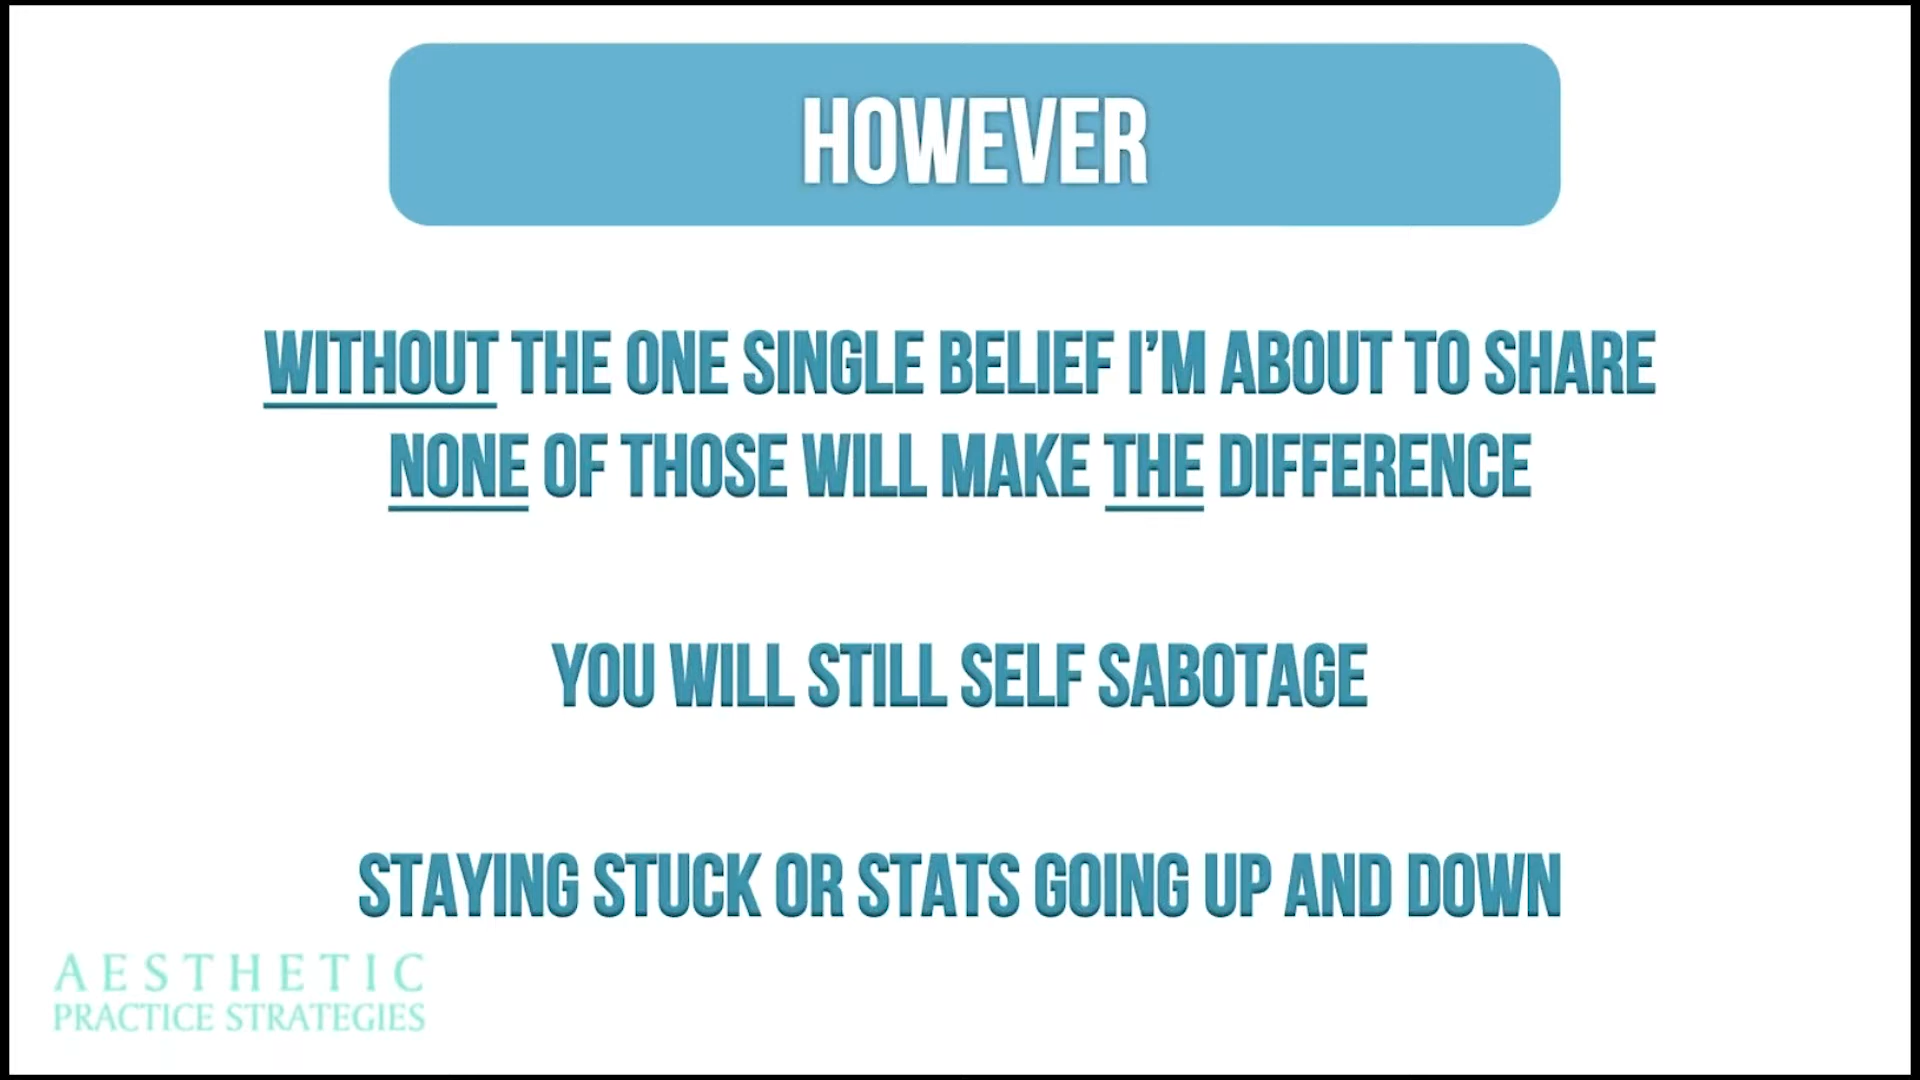 HOWEVER
WITHOUT THE ONE SINGLE BELIEF I'M ABOUT TO SHARE
NONE OF THOSE WILL MAKE THE DIFFERENCE
YOU WILL STILL SELF SABOTAGE
STAYING STUCK OR STATS GOING UP AND DOWN
AESTHETIC
PRACTICE STRATEGIES